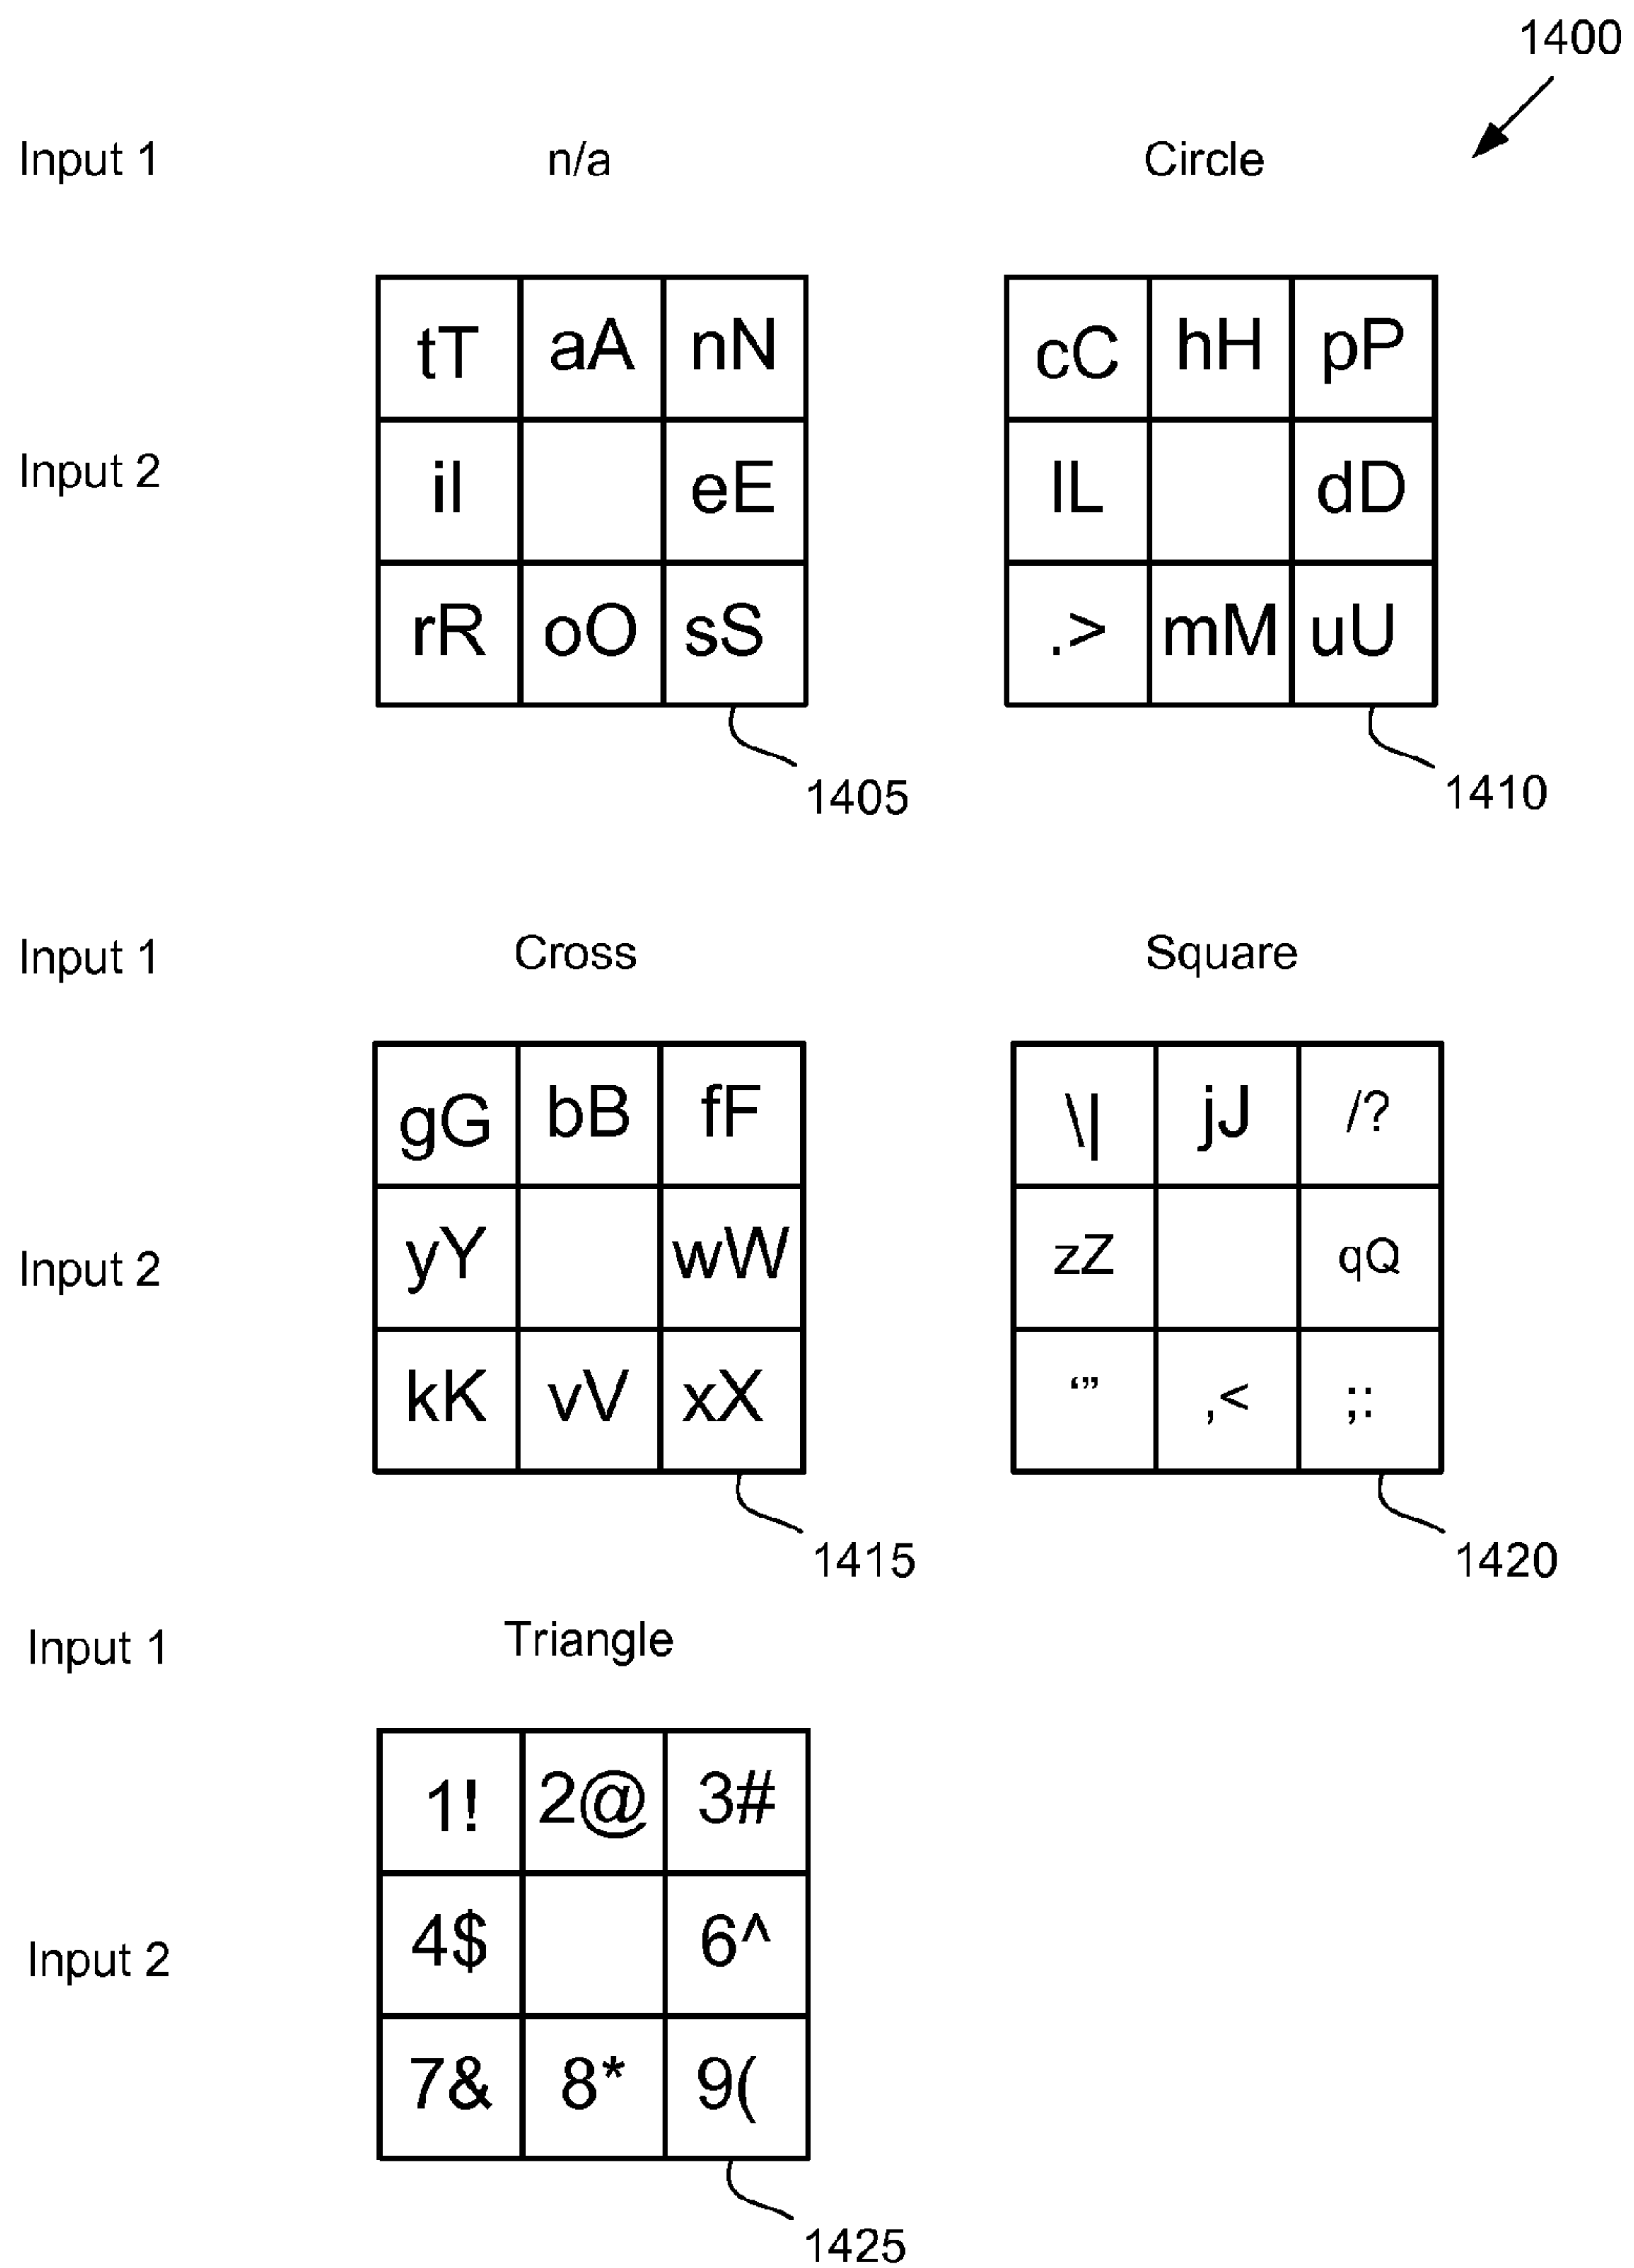 1400
Input 1 n/a Circle
tT aA nN cC hH pP
Input 2 iI eE lL dD
rR oO sS .> mM uU
1405 1410
Input 1 Cross Square
gG bB fF \| jJ /?
Input 2 yY wW zZ qQ
kK vV xX ‘” ,< ;:
1415 1420
Input 1 Triangle
1! 2@ 3#
Input 2 4$ 6^
7& 8* 9(
1425